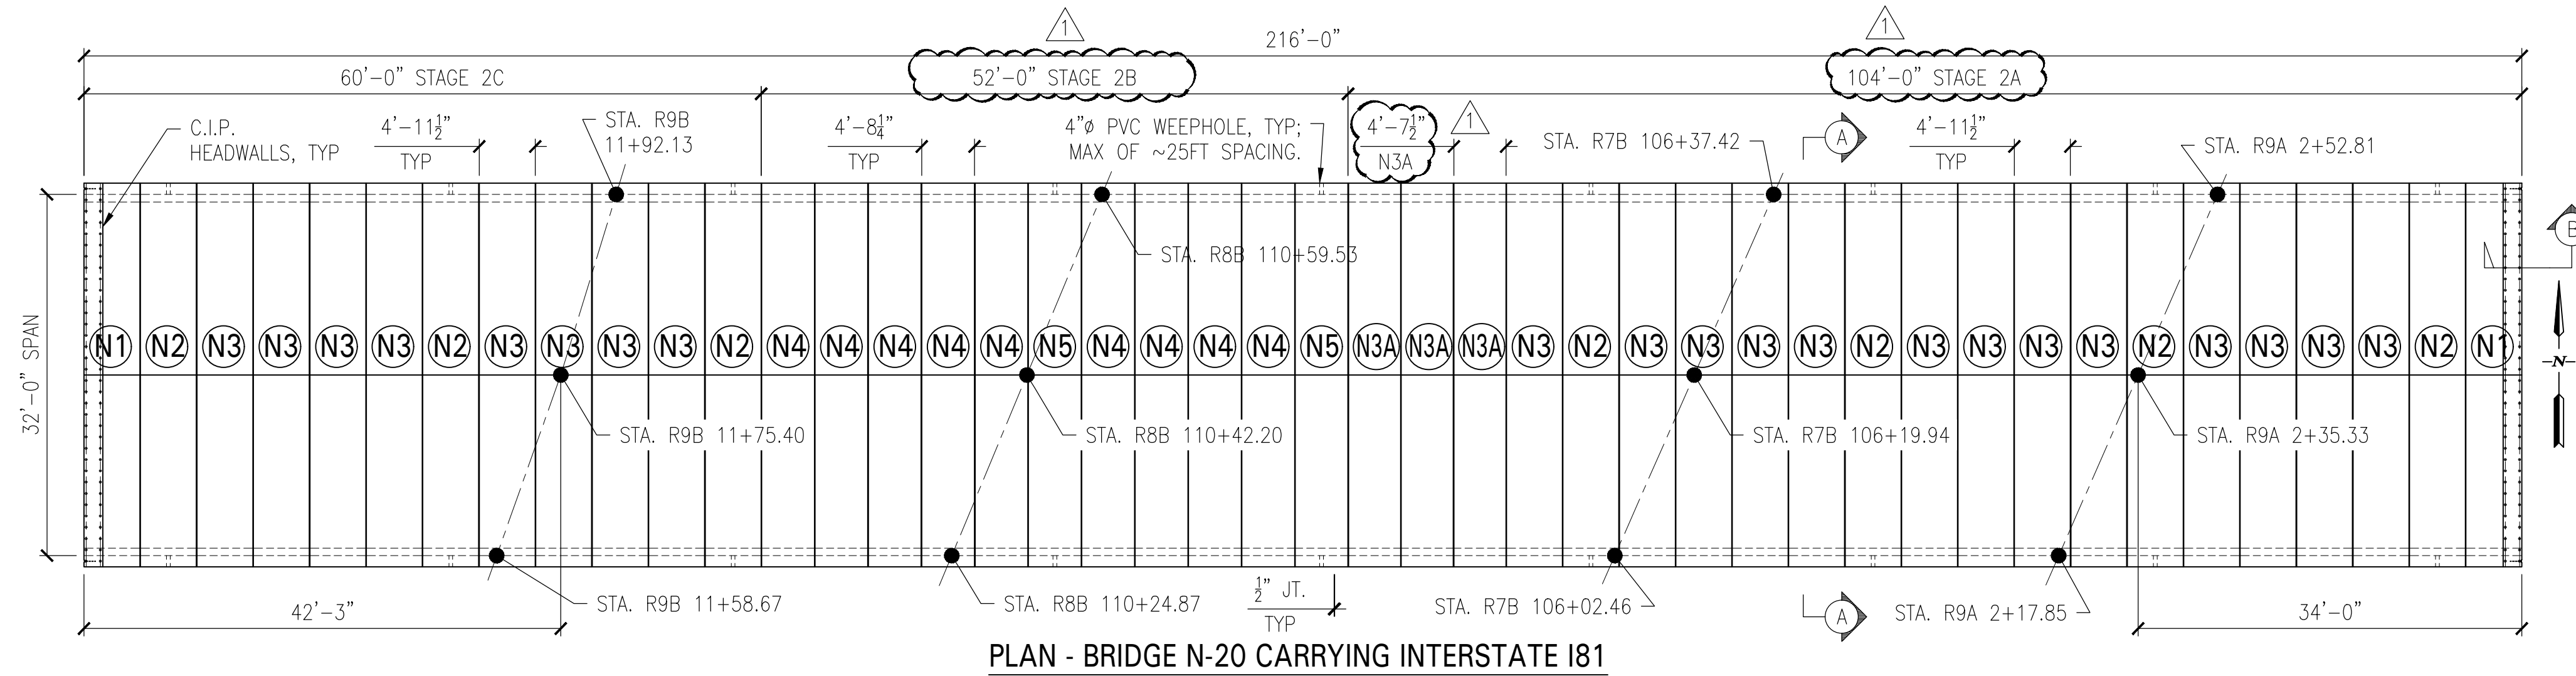 1
1
216'-0"
60'-0" STAGE 2C
52'-0" STAGE 2B
104'-0" STAGE 2A
C.I.P.
HEADWALLS, TYP
4'-11½"
TYP
STA. R9B
11+92.13
4'-8¼"
TYP
4"ø PVC WEEPHOLE, TYP;
MAX OF ~25FT SPACING.
4'-7½"
N3A
1
STA. R7B 106+37.42
A
4'-11½"
TYP
STA. R9A 2+52.81
STA. R8B 110+59.53
B
32'-0" SPAN
N1 N2 N3 N3 N3 N3 N2 N3 N3 N3 N3 N2 N4 N4 N4 N4 N4 N5 N4 N4 N4 N4 N5 N3A N3A N3A N3 N2 N3 N3 N3 N3 N2 N3 N3 N3 N3 N2 N3 N3 N3 N3 N2 N1
N
STA. R9B 11+75.40
STA. R8B 110+42.20
STA. R7B 106+19.94
STA. R9A 2+35.33
42'-3"
STA. R9B 11+58.67
STA. R8B 110+24.87
½" JT.
TYP
STA. R7B 106+02.46
A
STA. R9A 2+17.85
34'-0"
PLAN - BRIDGE N-20 CARRYING INTERSTATE I81